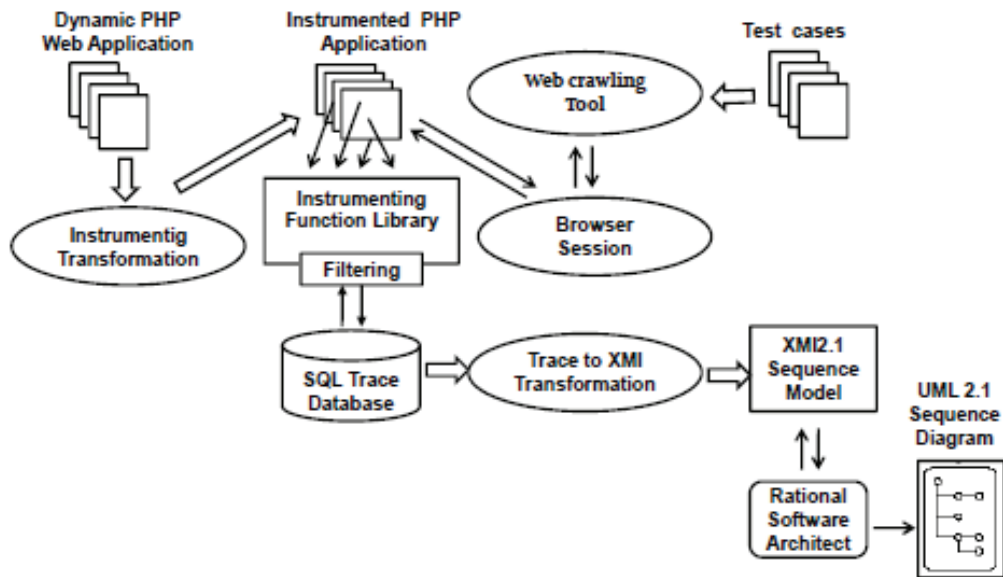 Dynamic PHP
Web Application
Instrumented PHP
Application
Test cases
Web crawling
Tool
Instrumentig
Transformation
Instrumenting
Function Library
Filtering
Browser
Session
SQL Trace
Database
Trace to XMI
Transformation
XMI2.1
Sequence
Model
UML 2.1
Sequence
Diagram
Rational
Software
Architect